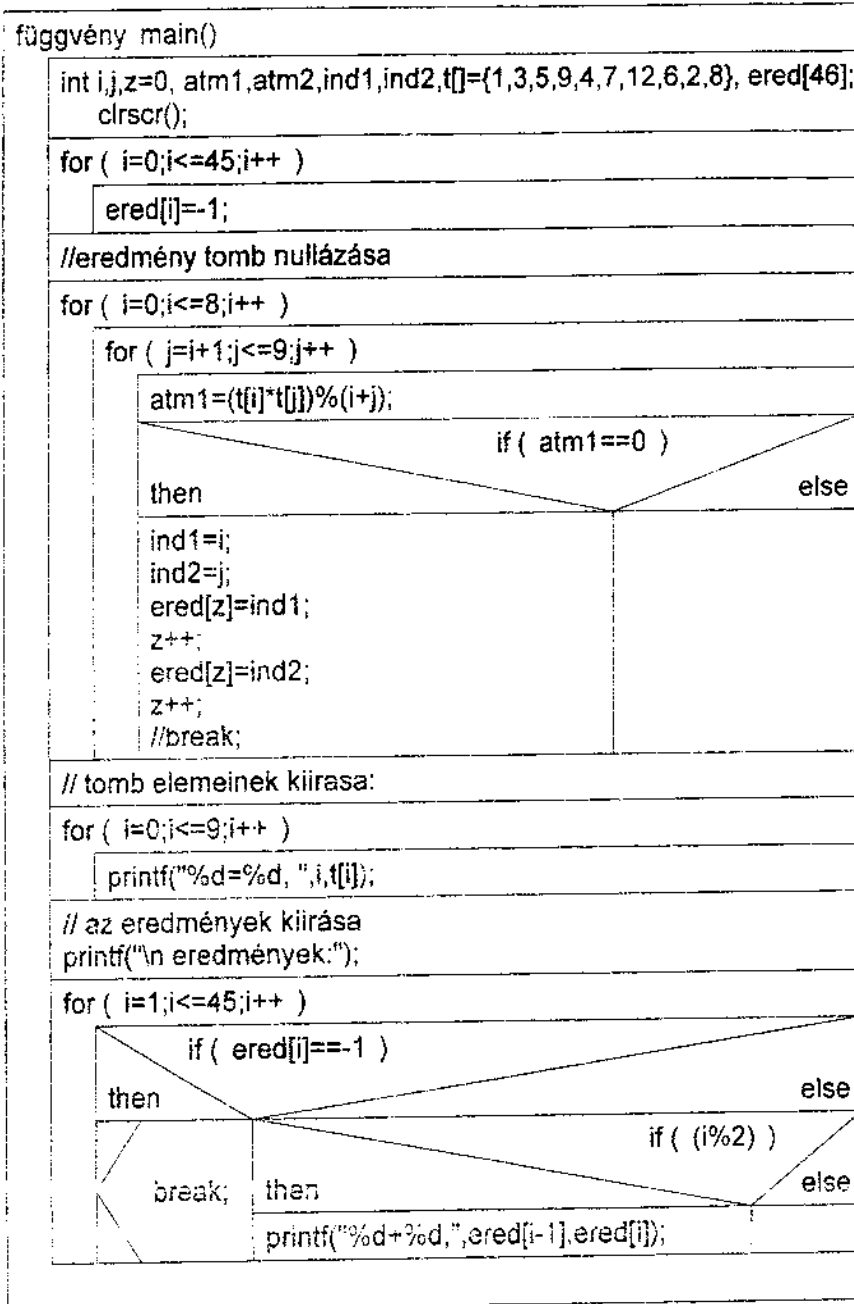 függvény main()
int i,j,z=0, atm1,atm2,ind1,ind2,t[]={1,3,5,9,4,7,12,6,2,8}, ered[46];
clrscr();
for ( i=0;i<=45;i++ )
ered[i]=-1;
//eredmény tomb nullázása
for ( i=0;i<=8;i++ )
for ( j=i+1;j<=9;j++ )
atm1=(t[i]*t[j])%(i+j);
if ( atm1==0 )
then else
ind1=i;
ind2=j;
ered[z]=ind1;
z++;
ered[z]=ind2;
z++;
//break;
// tomb elemeinek kiirasa:
for ( i=0;i<=9;i++ )
printf("%d=%d, ",i,t[i]);
// az eredmények kiirása
printf("\n eredmények:");
for ( i=1;i<=45;i++ )
if ( ered[i]==-1 )
then else
if ( (i%2) )
break; then else
printf("%d+%d,",ered[i-1],ered[i]);